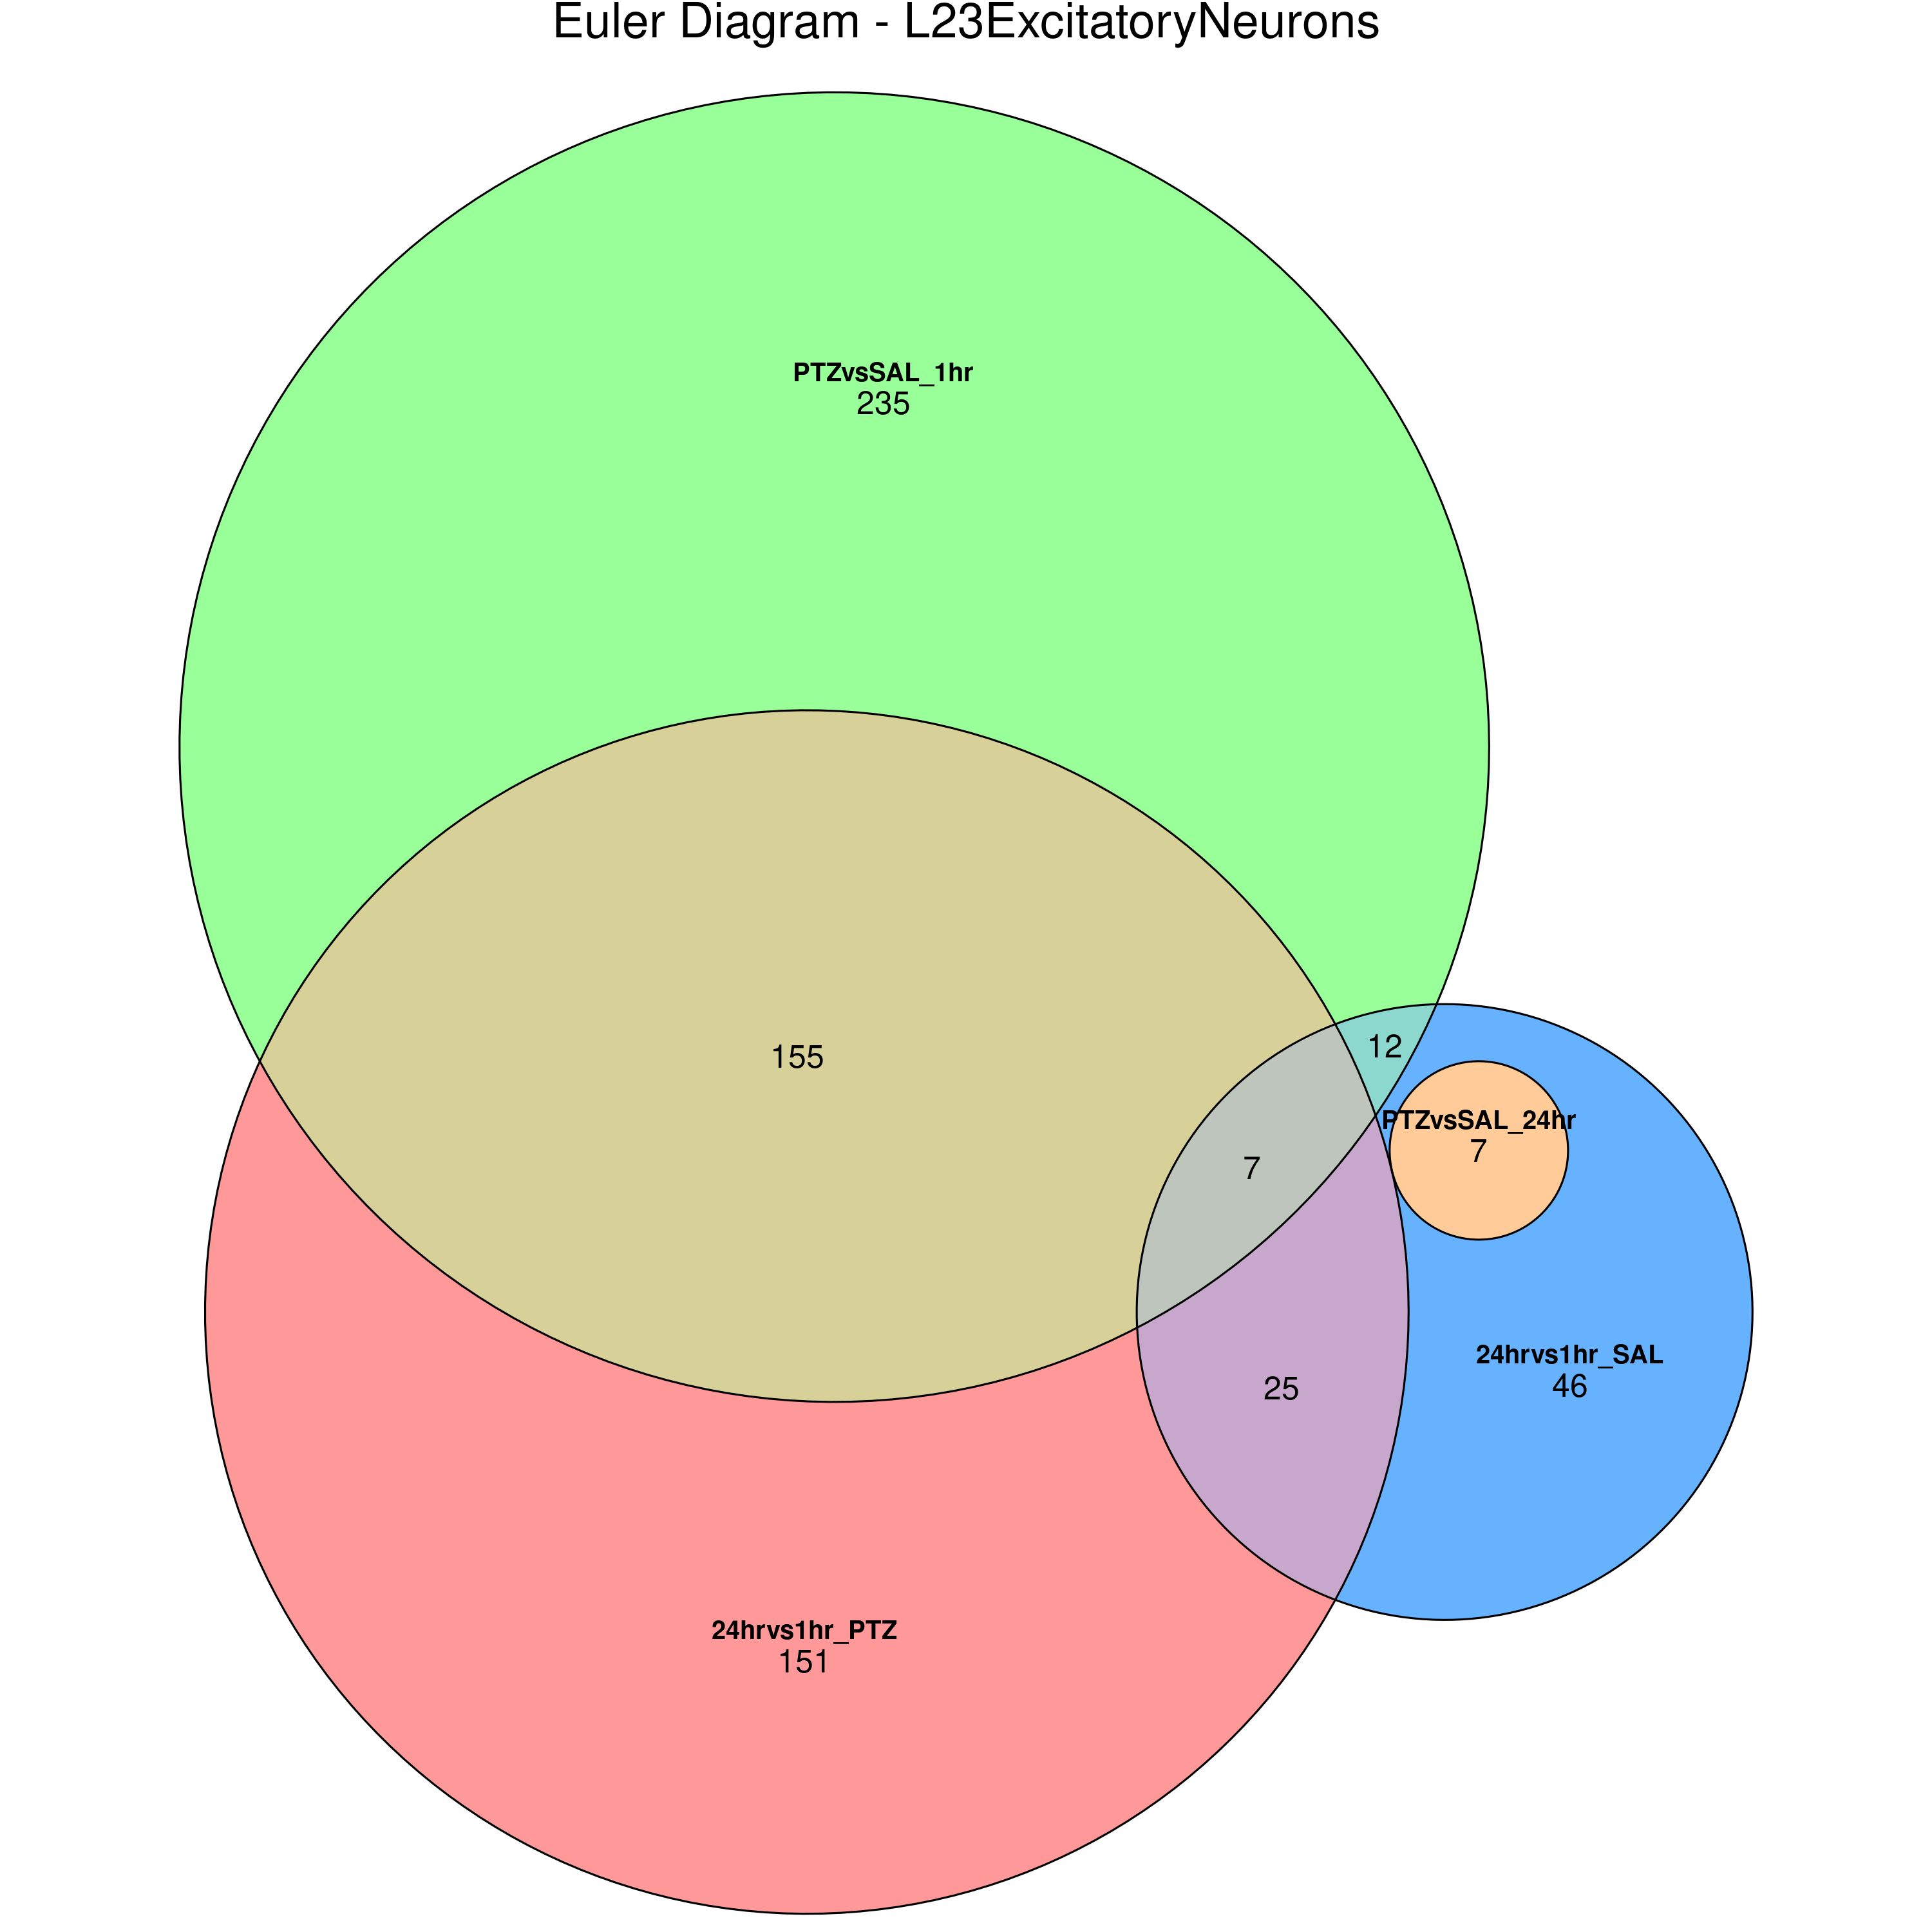 Euler Diagram - L23ExcitatoryNeurons
PTZvsSAL_1hr
235
155
12
PTZvsSAL_24hr
7
7
24hrvs1hr_SAL
46
25
24hrvs1hr_PTZ
151